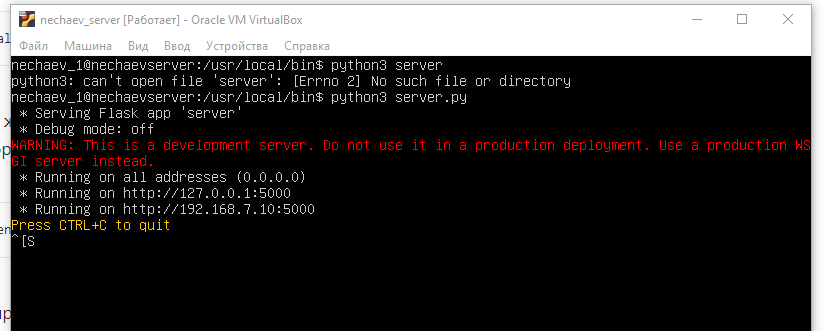 nechaev_server [Работает] - Oracle VM VirtualBox
Файл Машина Вид Ввод Устройства Справка
nechaev_1@nechaevserver:/usr/local/bin$ python3 server
python3: can't open file 'server': [Errno 2] No such file or directory
nechaev_1@nechaevserver:/usr/local/bin$ python3 server.py
* Serving Flask app 'server'
* Debug mode: off
WARNING: This is a development server. Do not use it in a production deployment. Use a production WS
GI server instead.
* Running on all addresses (0.0.0.0)
* Running on http://127.0.0.1:5000
* Running on http://192.168.7.10:5000
Press CTRL+C to quit
^[S